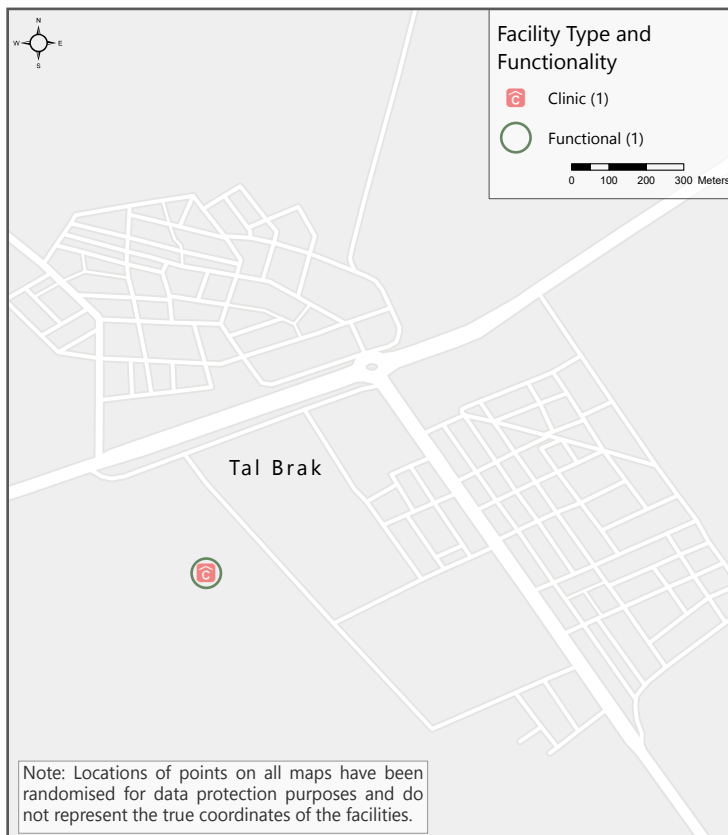 N
W E
S
Facility Type and
Functionality
C Clinic (1)
Functional (1)
0 100 200 300 Meters
Tal Brak
C
Note: Locations of points on all maps have been
randomised for data protection purposes and do
not represent the true coordinates of the facilities.